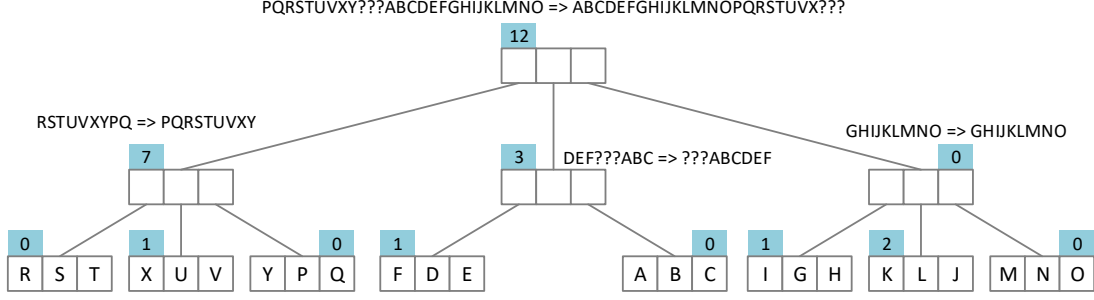 PQRSTUVXY???ABCDEFGHIJKLMNO => ABCDEFGHIJKLMNOPQRSTUVX???
12
RSTUVXYPQ => PQRSTUVXY
GHIJKLMNO => GHIJKLMNO
7
3
DEF???ABC => ???ABCDEF
0
0 1 0 1 0 1 2 0
R S T X U V Y P Q F D E A B C I G H K L J M N O